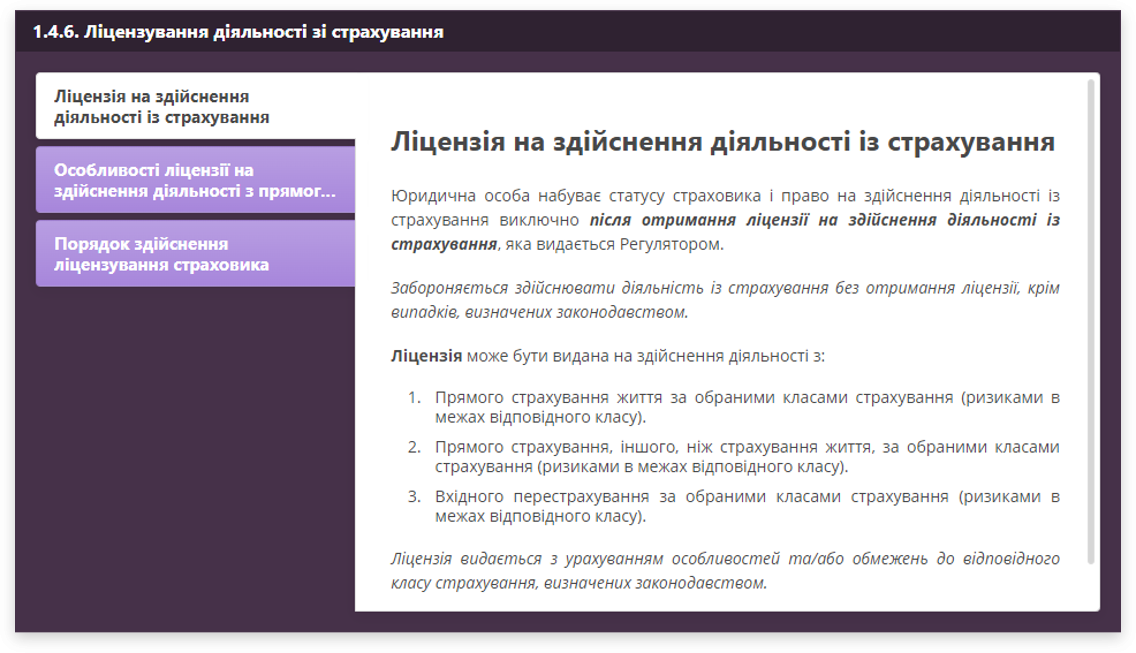 1.4.6. Ліцензування діяльності зі страхування
Ліцензія на здійснення
діяльності із страхування
Особливості ліцензії на
здійснення діяльності з прямог...
Порядок здійснення
ліцензування страховика
Ліцензія на здійснення діяльності із страхування
Юридична особа набуває статусу страховика і право на здійснення діяльності із
страхування виключно після отримання ліцензії на здійснення діяльності із
страхування, яка видається Регулятором.
Забороняється здійснювати діяльність із страхування без отримання ліцензії, крім
випадків, визначених законодавством.
Ліцензія може бути видана на здійснення діяльності з:
1. Прямого страхування життя за обраними класами страхування (ризиками в
межах відповідного класу).
2. Прямого страхування, іншого, ніж страхування життя, за обраними класами
страхування (ризиками в межах відповідного класу).
3. Вхідного перестрахування за обраними класами страхування (ризиками в
межах відповідного класу).
Ліцензія видається з урахуванням особливостей та/або обмежень до відповідного
класу страхування, визначених законодавством.